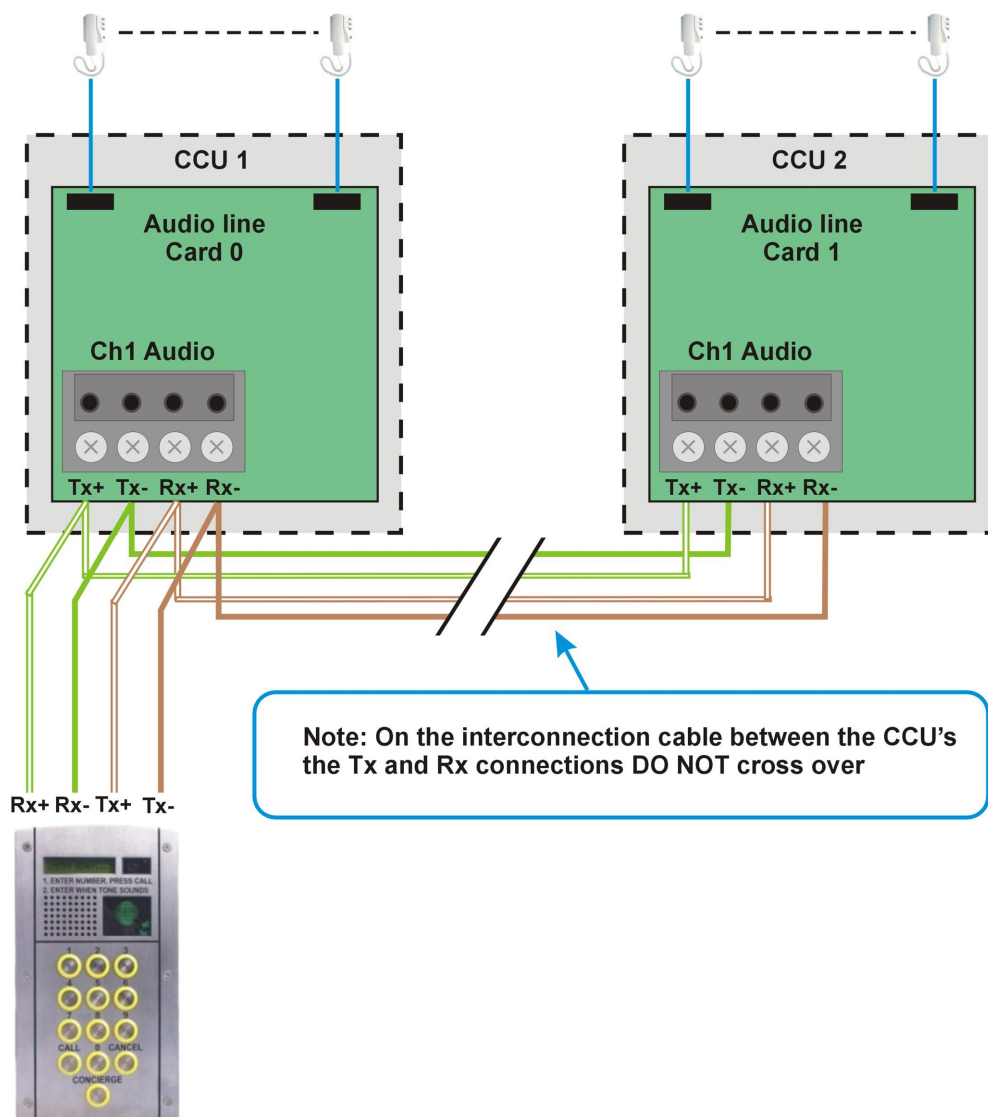 CCU 1
Audio line
Card 0
Ch1 Audio
Tx+ Tx- Rx+ Rx-
CCU 2
Audio line
Card 1
Ch1 Audio
Tx+ Tx- Rx+ Rx-
Note: On the interconnection cable between the CCU's
the Tx and Rx connections DO NOT cross over
Rx+ Rx- Tx+ Tx-
1. ENTER NUMBER. PRESS CALL
2. ENTER WHEN TONE SOUNDS
1 2 3
4 5 6
7 8 9
CALL 0 CANCEL
CONCIERGE